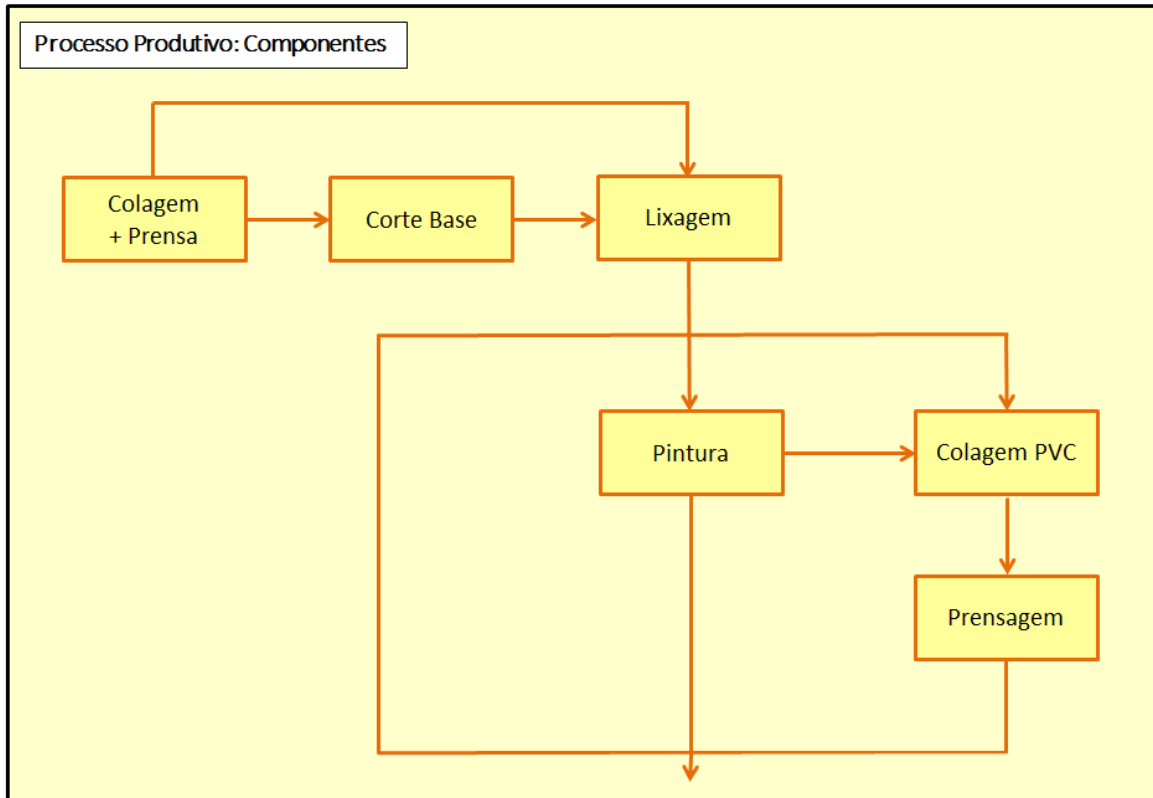 Processo Produtivo: Componentes
Colagem
+ Prensa
Corte Base
Lixagem
Pintura
Colagem PVC
Prensagem